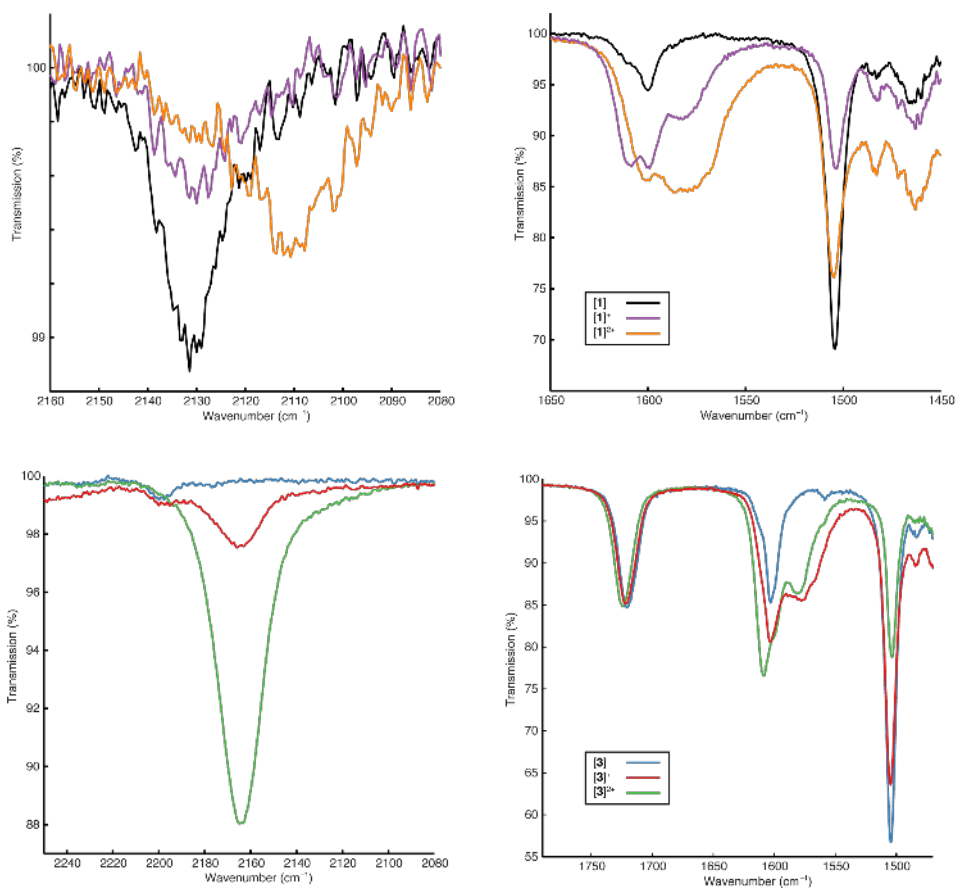 100
99
Transmission (%)
2160 2150 2140 2130 2120 2110 2100 2090 2080
Wavenumber (cm⁻¹)
100
95
90
85
80
75
70
Transmission (%)
[1]
[1]⁺
[1]²⁺
1650 1600 1550 1500 1450
Wavenumber (cm⁻¹)
100
98
96
94
92
90
88
Transmission (%)
2240 2220 2200 2180 2160 2140 2120 2100 2080
Wavenumber (cm⁻¹)
100
95
90
85
80
75
70
65
60
55
Transmission (%)
[3]
[3]⁺
[3]²⁺
1750 1700 1650 1600 1550 1500
Wavenumber (cm⁻¹)